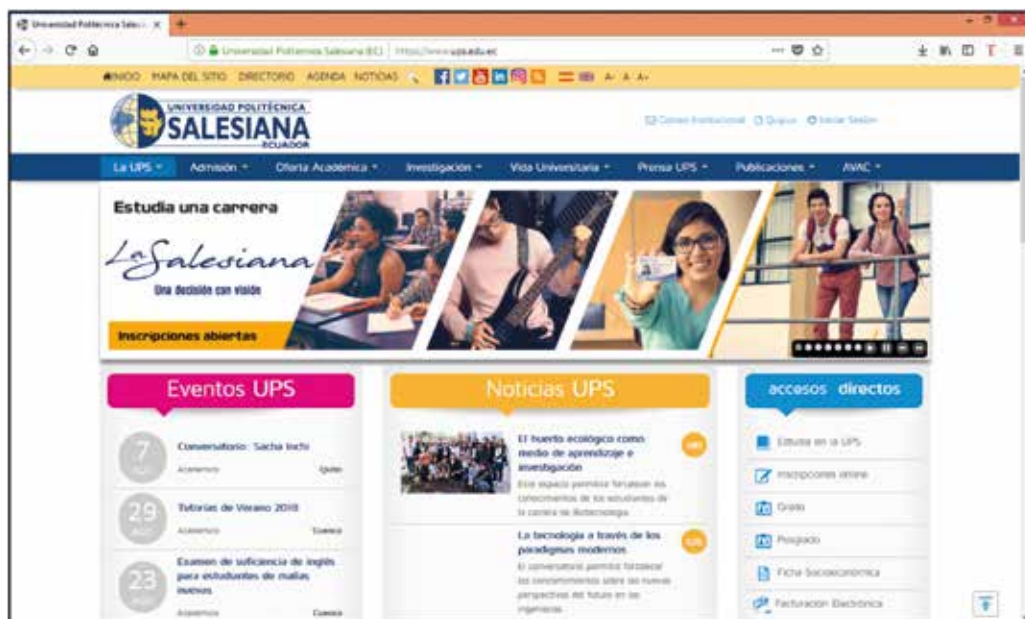 Universidad Politécnica Sales
Universidad Politecnica Salesiana (EC) https://www.ups.edu.ec
INICIO MAPA DEL SITIO DIRECTORIO AGENDA NOTICIAS A- A A+
UNIVERSIDAD POLITÉCNICA
SALESIANA
ECUADOR
Correo Institucional Quipux Iniciar Sesión
La UPS Admisión Oferta Académica Investigación Vida Universitaria Prensa UPS Publicaciones AVAC
Estudia una carrera
La Salesiana
Una decisión con visión
Inscripciones abiertas
Eventos UPS
7
Conversatorio: Sacha Inchi
Académico Quito
29
Tutorías de Verano 2018
Académico Cuenca
23
Examen de suficiencia de inglés
para estudiantes de mallas
nuevas
Académico Cuenca
Noticias UPS
El huerto ecológico como
medio de aprendizaje e
investigación
Este espacio permitirá fortalecer los
conocimientos de los estudiantes de
la carrera de Biotecnología
La tecnología a través de los
paradigmas modernos
El conversatorio permitió fortalecer
los conocimientos sobre las nuevas
perspectivas del futuro en las
ingenierías
accesos directos
Estudia en la UPS
Inscripciones online
Grado
Posgrado
Ficha Socioeconómica
Facturación Electrónica